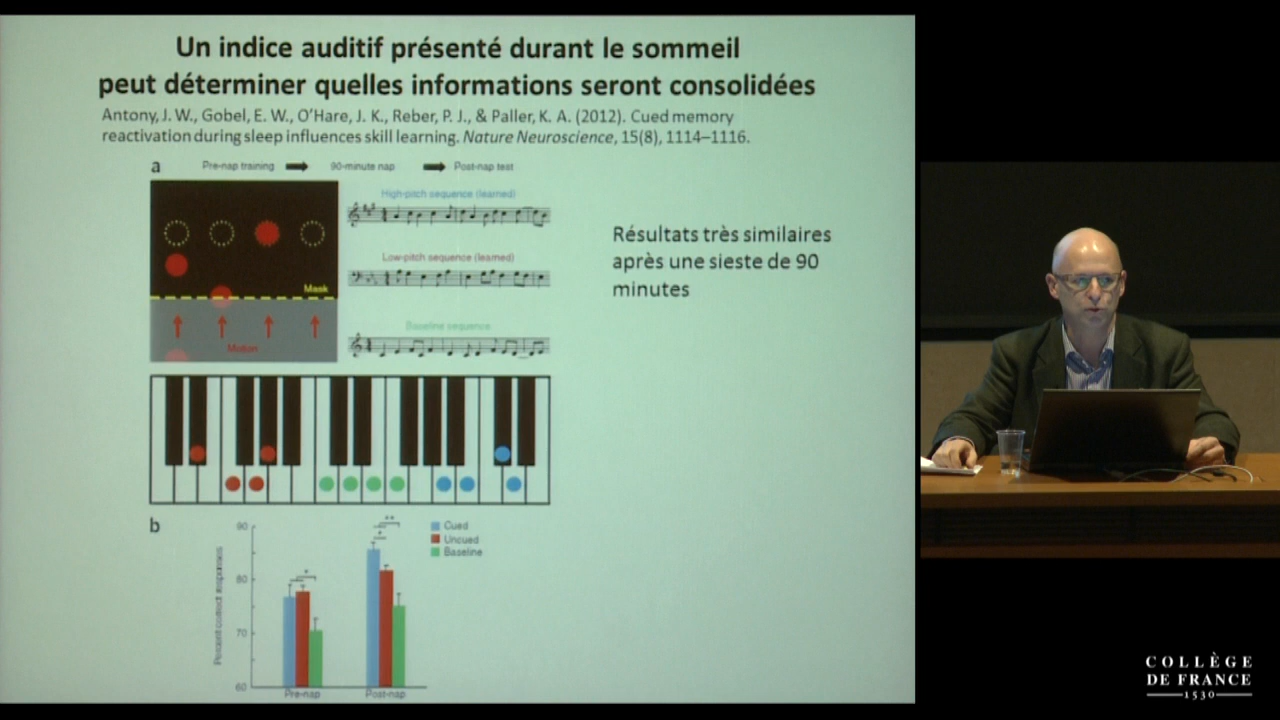 Un indice auditif présenté durant le sommeil
peut déterminer quelles informations seront consolidées
Antony, J. W., Gobel, E. W., O'Hare, J. K., Reber, P. J., & Paller, K. A. (2012). Cued memory
reactivation during sleep influences skill learning. Nature Neuroscience, 15(8), 1114–1116.
a
Pre-nap training
90-minute nap
Post-nap test
High-pitch sequence (learned)
Low-pitch sequence (learned)
Mask
Baseline sequence
Motion
Résultats très similaires
après une sieste de 90
minutes
b
90
80
70
60
Percent correct responses
* 
* 
**
Cued
Uncued
Baseline
Pre-nap
Post-nap
COLLÈGE
DE FRANCE
1530